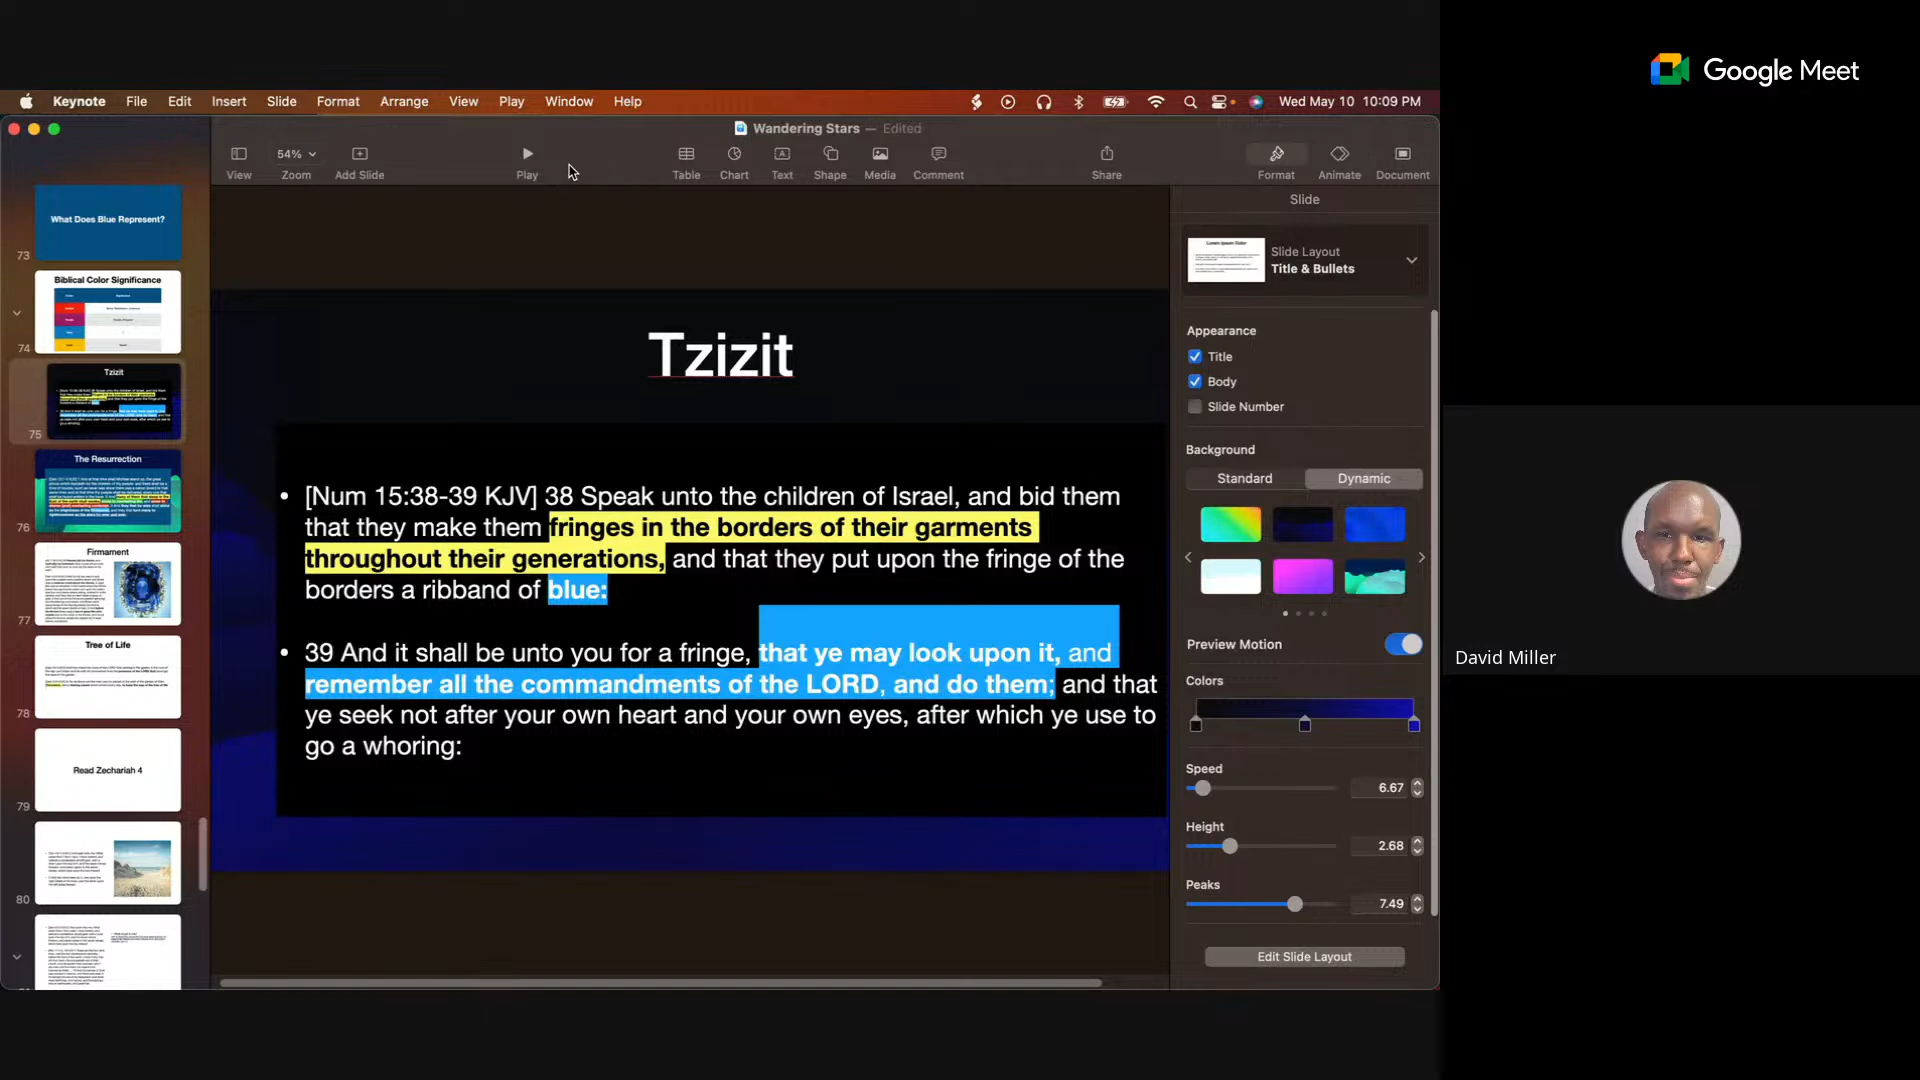 Google Meet
Keynote File Edit Insert Slide Format Arrange View Play Window Help
Wed May 10 10:09 PM
Wandering Stars — Edited
54%
View Zoom Add Slide Play Table Chart Text Shape Media Comment Share Format Animate Document
What Does Blue Represent?
73
Biblical Color Significance
74
Tzizit
75
The Resurrection
76
Firmament
77
Tree of Life
78
Read Zechariah 4
79
80
Tzizit
• [Num 15:38-39 KJV] 38 Speak unto the children of Israel, and bid them
that they make them fringes in the borders of their garments
throughout their generations, and that they put upon the fringe of the
borders a ribband of blue:
• 39 And it shall be unto you for a fringe, that ye may look upon it, and
remember all the commandments of the LORD, and do them; and that
ye seek not after your own heart and your own eyes, after which ye use to
go a whoring:
Slide
Slide Layout
Title & Bullets
Appearance
Title
Body
Slide Number
Background
Standard Dynamic
Preview Motion
Colors
Speed
6.67
Height
2.68
Peaks
7.49
Edit Slide Layout
David Miller